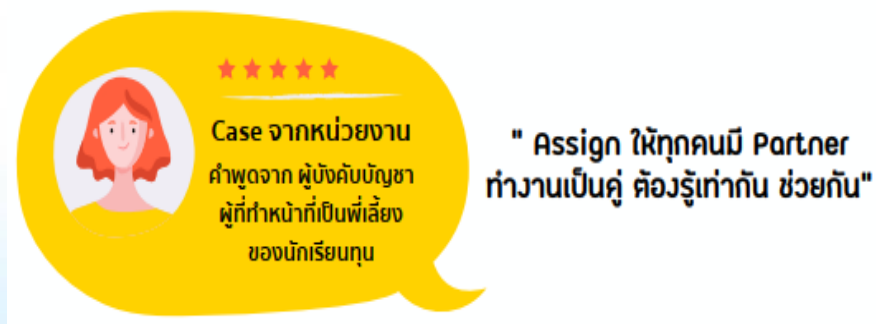 Case จากหน่วยงาน
คำพูดจาก ผู้บังคับบัญชา
ผู้ที่ทำหน้าที่เป็นพี่เลี้ยง
ของนักเรียนทุน
" Assign ให้ทุกคนมี Partner
ทำงานเป็นคู่ ต้องรู้เท่ากัน ช่วยกัน"